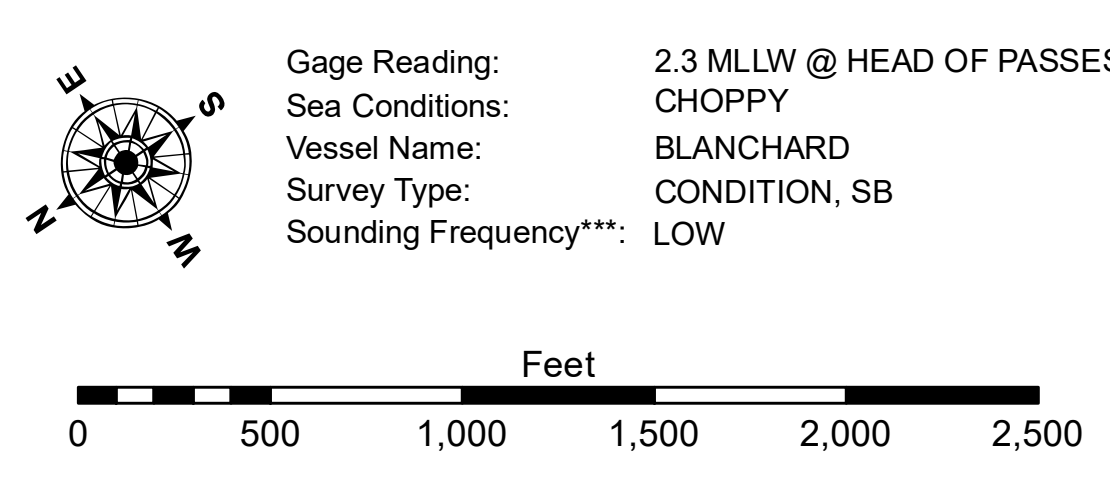 E
S
N
W
Gage Reading: 2.3 MLLW @ HEAD OF PASSES
Sea Conditions: CHOPPY
Vessel Name: BLANCHARD
Survey Type: CONDITION, SB
Sounding Frequency***: LOW
Feet
0 500 1,000 1,500 2,000 2,500